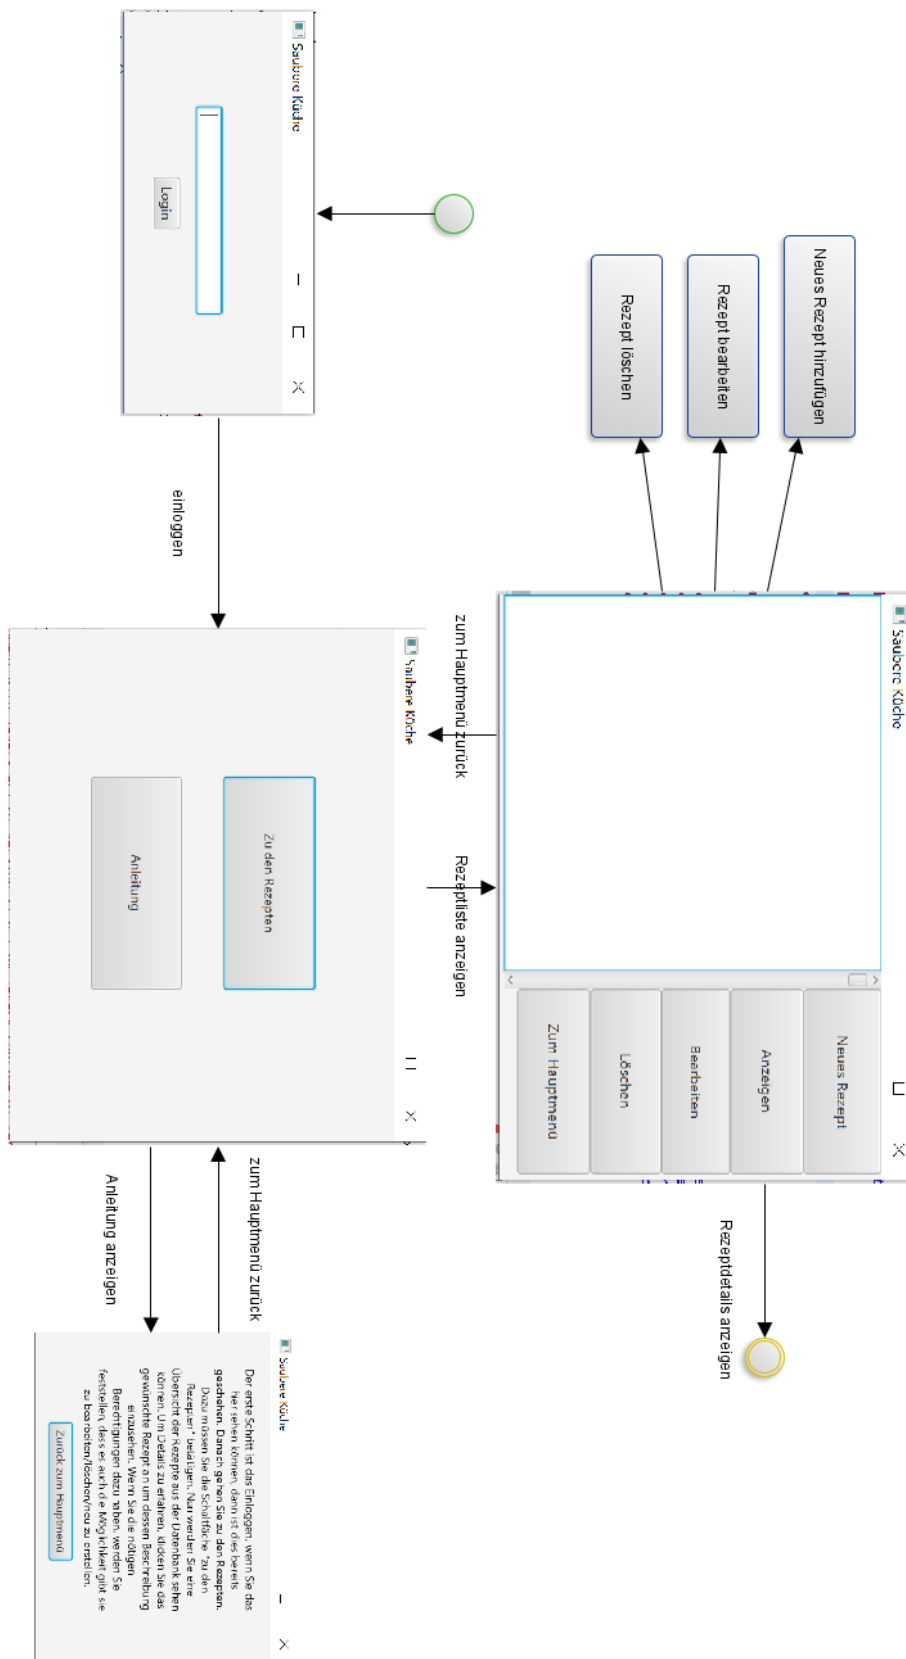 Neues Rezept hinzufügen
Rezept bearbeiten
Rezept löschen
Saubere Küche
Neues Rezept
Anzeigen
Bearbeiten
Löschen
Zum Hauptmenü
Rezeptdetails anzeigen
zum Hauptmenü zurück
Rezeptliste anzeigen
Saubere Küche
Login
einloggen
Saubere Küche
Zu den Rezepten
Anleitung
zum Hauptmenü zurück
Anleitung anzeigen
Saubere Küche
Der erste Schritt ist das Einloggen, wenn Sie das
hier sehen können, dann ist dies bereits
geschehen. Danach gehen Sie zu den Rezepten.
Dazu müssen Sie die Schaltfläche "zu den
Rezepten" betätigen. Nun werden Sie eine
Übersicht der Rezepte aus der Datenbank sehen
können. Um Details zu erfahren, klicken Sie das
gewünschte Rezept an um dessen Beschreibung
einzusehen. Wenn Sie die nötigen
Berechtigungen dazu haben, werden Sie
feststellen, dass es auch die Möglichkeit gibt sie
zu bearbeiten/löschen/neu zu erstellen.
Zurück zum Hauptmenü